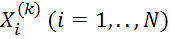 X_i^{(k)} (i = 1,..,N)